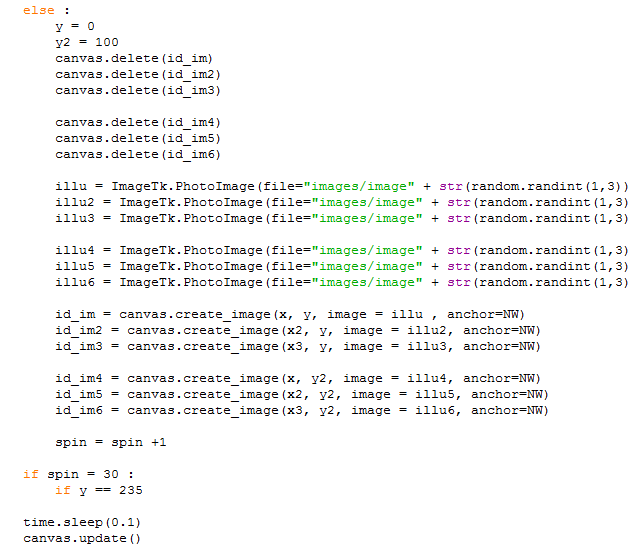 else :
    y = 0
    y2 = 100
    canvas.delete(id_im)
    canvas.delete(id_im2)
    canvas.delete(id_im3)

    canvas.delete(id_im4)
    canvas.delete(id_im5)
    canvas.delete(id_im6)

    illu = ImageTk.PhotoImage(file="images/image" + str(random.randint(1,3))
    illu2 = ImageTk.PhotoImage(file="images/image" + str(random.randint(1,3)
    illu3 = ImageTk.PhotoImage(file="images/image" + str(random.randint(1,3)

    illu4 = ImageTk.PhotoImage(file="images/image" + str(random.randint(1,3)
    illu5 = ImageTk.PhotoImage(file="images/image" + str(random.randint(1,3)
    illu6 = ImageTk.PhotoImage(file="images/image" + str(random.randint(1,3)

    id_im = canvas.create_image(x, y, image = illu , anchor=NW)
    id_im2 = canvas.create_image(x2, y, image = illu2, anchor=NW)
    id_im3 = canvas.create_image(x3, y, image = illu3, anchor=NW)

    id_im4 = canvas.create_image(x, y2, image = illu4, anchor=NW)
    id_im5 = canvas.create_image(x2, y2, image = illu5, anchor=NW)
    id_im6 = canvas.create_image(x3, y2, image = illu6, anchor=NW)

    spin = spin +1

if spin = 30 :
    if y == 235

time.sleep(0.1)
canvas.update()